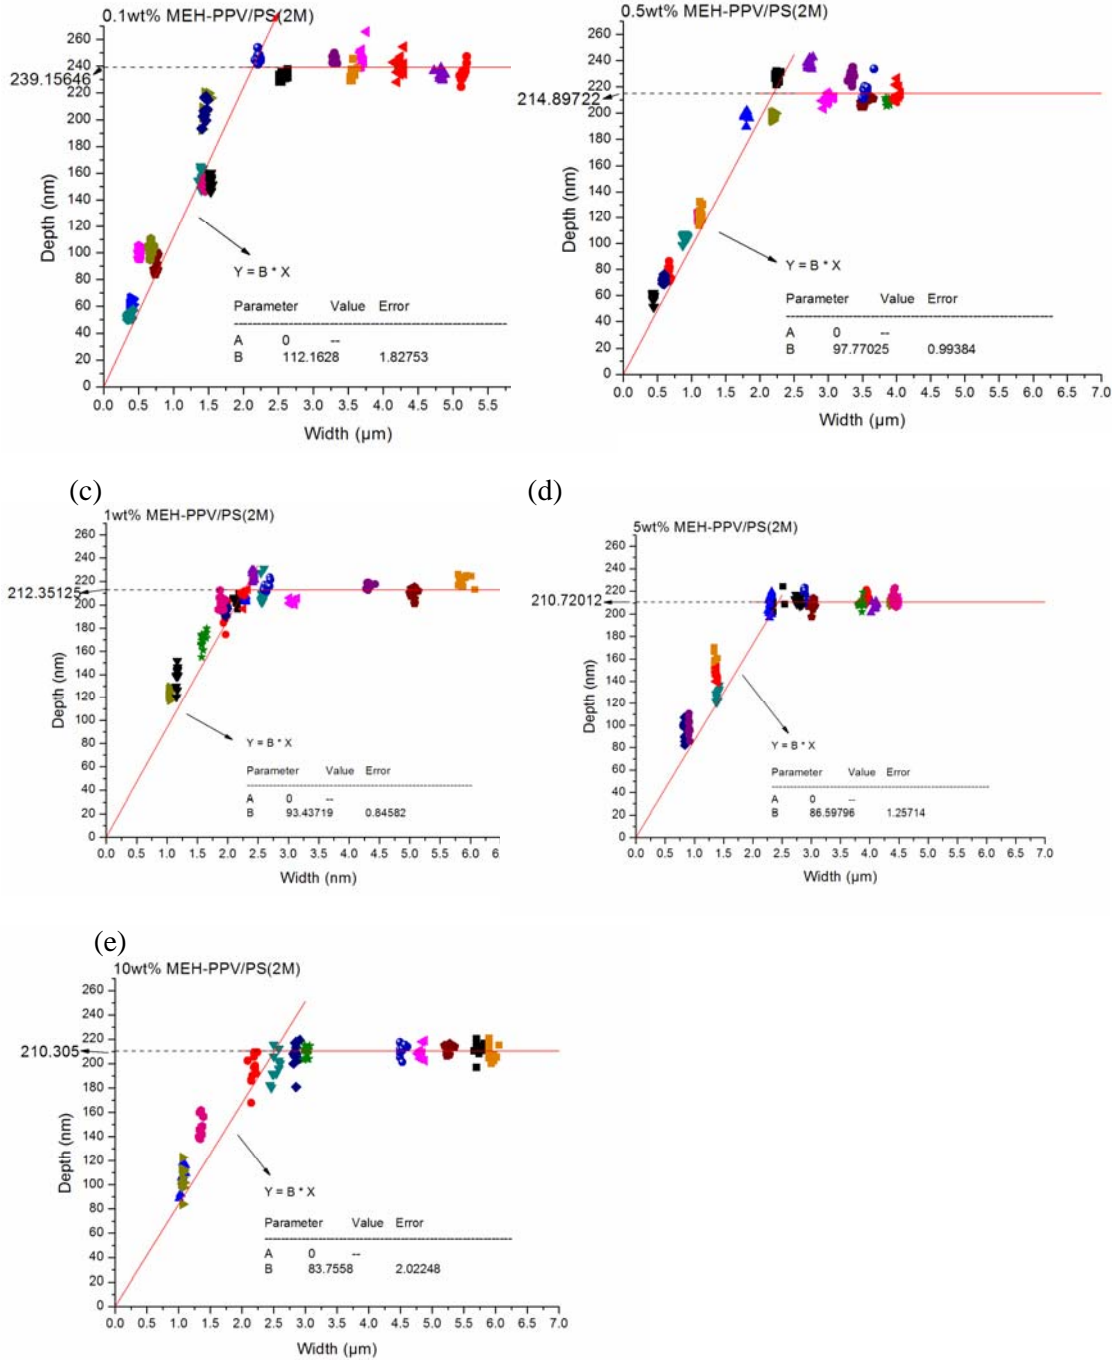 0.1wt% MEH-PPV/PS(2M)
260
240
239.15646
220
200
180
160
140
120
100
80
60
40
20
0
Depth (nm)
Y = B * X
Parameter Value Error
A 0 --
B 112.1628 1.82753
0.0 0.5 1.0 1.5 2.0 2.5 3.0 3.5 4.0 4.5 5.0 5.5
Width (μm)
0.5wt% MEH-PPV/PS(2M)
260
240
220
214.89722
200
180
160
140
120
100
80
60
40
20
0
Depth (nm)
Y = B * X
Parameter Value Error
A 0 --
B 97.77025 0.99384
0.0 0.5 1.0 1.5 2.0 2.5 3.0 3.5 4.0 4.5 5.0 5.5 6.0 6.5 7.0
Width (μm)
(c)
1wt% MEH-PPV/PS(2M)
260
240
220
212.35125
200
180
160
140
120
100
80
60
40
20
0
Depth (nm)
Y = B * X
Parameter Value Error
A 0 --
B 93.43719 0.84582
0.0 0.5 1.0 1.5 2.0 2.5 3.0 3.5 4.0 4.5 5.0 5.5 6.0 6
Width (nm)
(d)
5wt% MEH-PPV/PS(2M)
260
240
220
210.72012
200
180
160
140
120
100
80
60
40
20
0
Depth (nm)
Y = B * X
Parameter Value Error
A 0 --
B 86.59796 1.25714
0.0 0.5 1.0 1.5 2.0 2.5 3.0 3.5 4.0 4.5 5.0 5.5 6.0 6.5 7.0
Width (μm)
(e)
10wt% MEH-PPV/PS(2M)
260
240
220
210.305
200
180
160
140
120
100
80
60
40
20
0
Depth (nm)
Y = B * X
Parameter Value Error
A 0 --
B 83.7558 2.02248
0.0 0.5 1.0 1.5 2.0 2.5 3.0 3.5 4.0 4.5 5.0 5.5 6.0 6.5 7.0
Width (μm)